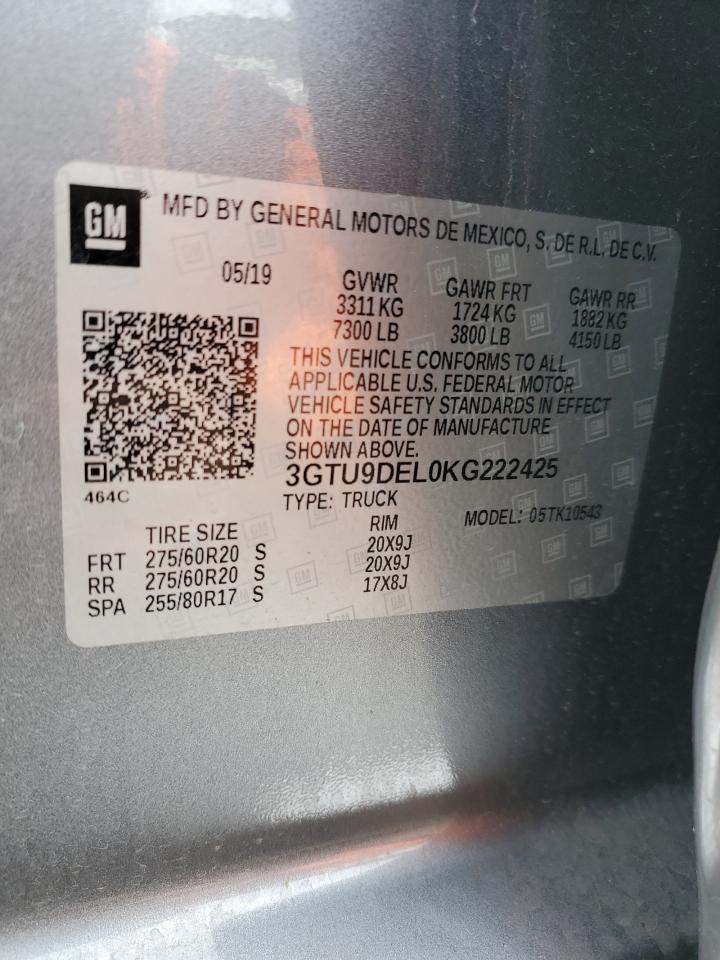 GM ® MFD BY GENERAL MOTORS DE MEXICO, S. DE R.L. DE C.V.
05/19
GVWR GAWR FRT GAWR RR
3311 KG 1724 KG 1882 KG
7300 LB 3800 LB 4150 LB
THIS VEHICLE CONFORMS TO ALL
APPLICABLE U.S. FEDERAL MOTOR
VEHICLE SAFETY STANDARDS IN EFFECT
ON THE DATE OF MANUFACTURE
SHOWN ABOVE.
464C
3GTU9DEL0KG222425
TYPE: TRUCK MODEL: 05TK10543
TIRE SIZE RIM
FRT 275/60R20 S 20X9J
RR 275/60R20 S 20X9J
SPA 255/80R17 S 17X8J